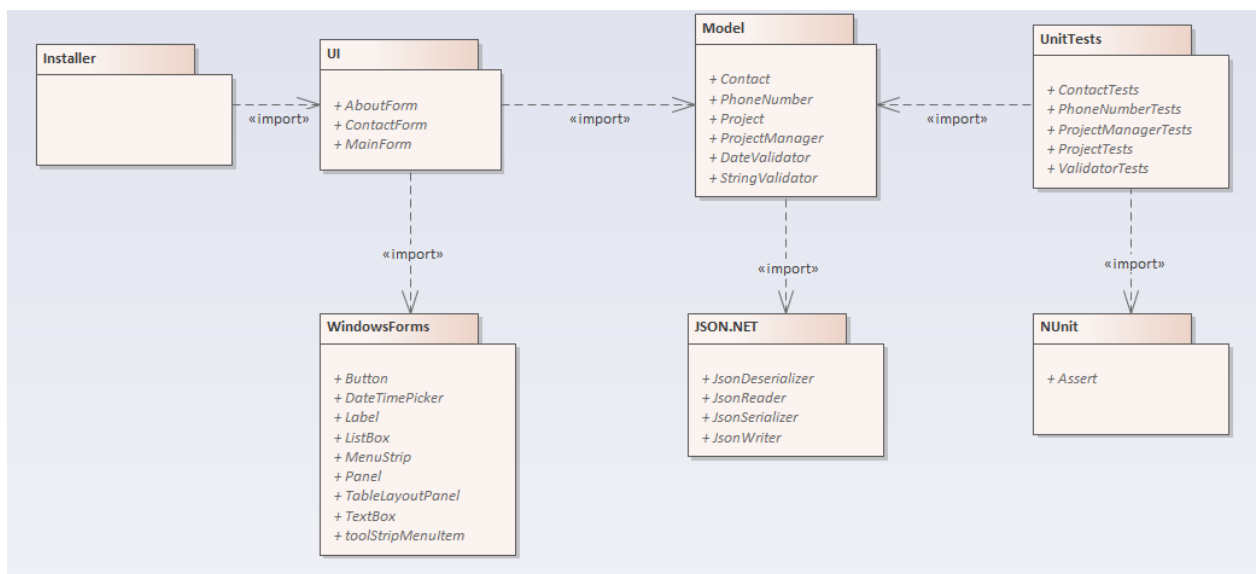 Installer
«import»
UI
+ AboutForm
+ ContactForm
+ MainForm
«import»
Model
+ Contact
+ PhoneNumber
+ Project
+ ProjectManager
+ DateValidator
+ StringValidator
«import»
UnitTests
+ ContactTests
+ PhoneNumberTests
+ ProjectManagerTests
+ ProjectTests
+ ValidatorTests
«import»
«import»
«import»
WindowsForms
+ Button
+ DateTimePicker
+ Label
+ ListBox
+ MenuStrip
+ Panel
+ TableLayoutPanel
+ TextBox
+ toolStripMenuItem
JSON.NET
+ JsonDeserializer
+ JsonReader
+ JsonSerializer
+ JsonWriter
NUnit
+ Assert